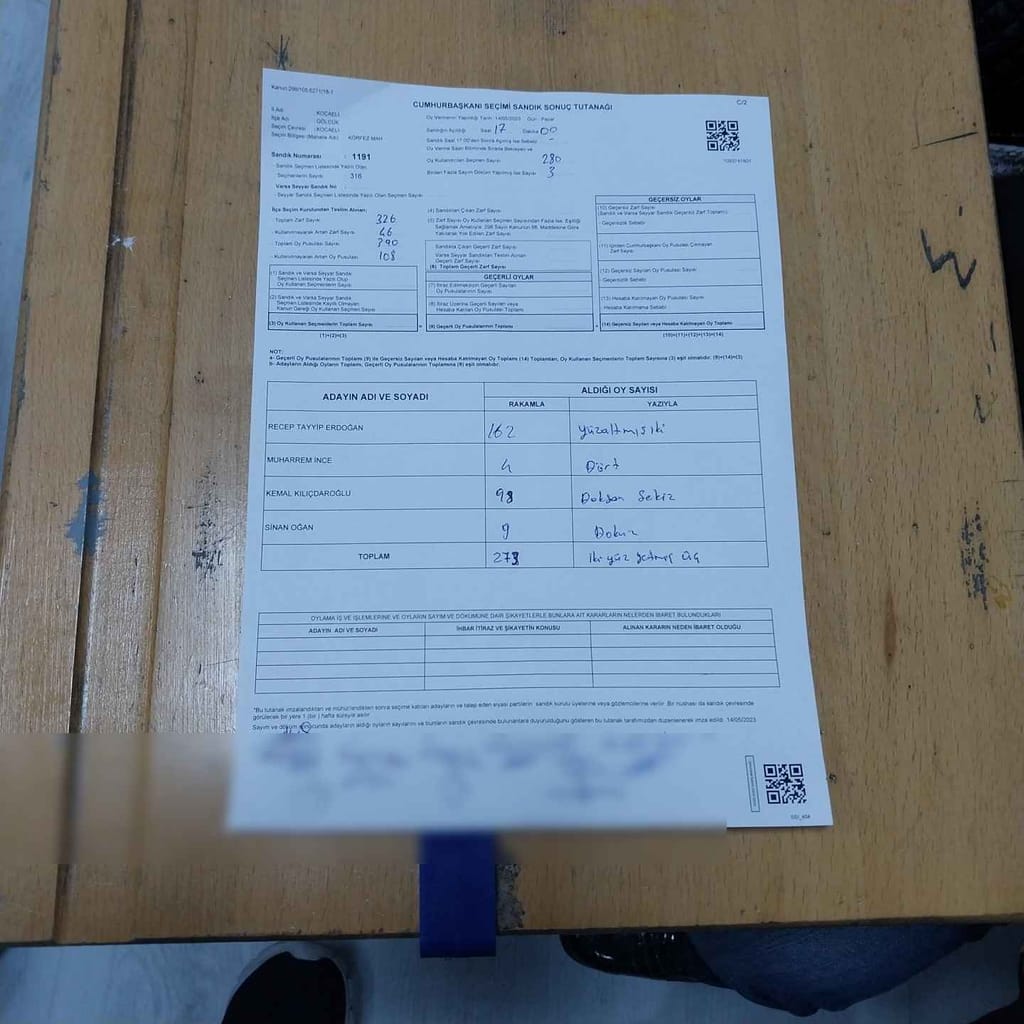 Kanun:298/105,6271/18-1
C/2
CUMHURBAŞKANI SEÇİMİ SANDIK SONUÇ TUTANAĞI
İl Adı : KOCAELİ
İlçe Adı : GÖLCÜK
Seçim Çevresi : KOCAELİ
Seçim Bölgesi (Mahalle Adı) : KÖRFEZ MAH
Sandık Numarası : 1191
Sandık Seçmen Listesinde Yazılı Olan
Seçmenlerin Sayısı : 316
Varsa Seyyar Sandık No
Seyyar Sandık Listesinde Yazılı Olan Seçmen Sayısı
Oy Vermenin Yapıldığı Tarih: 14/05/2023 Gün : Pazar
Sandığın Açıldığı Saat 17 Dakika 00
Sandık Saat 17.00'den Sonra Açılmış İse Sebebi -
Oy Verme Saati Bitiminde Sırada Bekleyen ve
Oy Kullandırılan Seçmen Sayısı 280
Birden Fazla Sayım Döküm Yapılmış İse Sayısı 3
İlçe Seçim Kurulundan Teslim Alınan;
Toplam Zarf Sayısı 326
Kullanılmayarak Artan Zarf Sayısı 46
Toplam Oy Pusulası Sayısı 390
Kullanılmayarak Artan Oy Pusulası 108
(1) Sandık ve Varsa Seyyar Sandık
Seçmen Listesinde Yazılı Olup
Oy Kullanan Seçmenlerin Sayısı
(2) Sandık ve Varsa Seyyar Sandık
Seçmen Listesinde Kayıtlı Olmayan
Kanun Gereği Oy Kullanan Seçmen Sayısı
(3) Oy Kullanan Seçmenlerin Toplam Sayısı
(1)+(2)=(3)
(4) Sandıktan Çıkan Zarf Sayısı
(5) Zarf Sayısı Oy Kullanan Seçmen Sayısından Fazla ise, Eşitliği
Sağlamak Amacıyla; 298 Sayılı Kanunun 98. Maddesine Göre
Yakılarak Yok Edilen Zarf Sayısı
Sandıkta Çıkan Geçerli Zarf Sayısı
Varsa Seyyar Sandıktan Teslim Alınan
Geçerli Zarf Sayısı
(6) Toplam Geçerli Zarf Sayısı
GEÇERLİ OYLAR
(7) İtiraz Edilmeksizin Geçerli Sayılan
Oy Pusulalarının Sayısı
(8) İtiraz Üzerine Geçerli Sayılan veya
Hesaba Katılan Oy Pusulası Toplamı
(9) Geçerli Oy Pusulalarının Toplamı
GEÇERSİZ OYLAR
(10) Geçersiz Zarf Sayısı
(Sandık ve Varsa Seyyar Sandık Geçersiz Zarf Toplamı)
Geçersizlik Sebebi
(11) İçinden Cumhurbaşkanı Oy Pusulası Çıkmayan
Zarf Sayısı
(12) Geçersiz Sayılan Oy Pusulası Sayısı
Geçersizlik Sebebi
(13) Hesaba Katılmayan Oy Pusulası Sayısı
Hesaba Katılmama Sebebi
(14) Geçersiz Sayılan veya Hesaba Katılmayan Oy Toplamı
(10)+(11)+(12)+(13)=(14)
NOT:
a- Geçerli Oy Pusulalarının Toplamı (9) ile Geçersiz Sayılan veya Hesaba Katılmayan Oy Toplamı (14) Toplamları, Oy Kullanan Seçmenlerin Toplam Sayısına (3) eşit olmalıdır. (9)+(14)=(3)
b- Adayların Aldığı Oyların Toplamı, Geçerli Oy Pusulalarının Toplamına (9) eşit olmalıdır.
ADAYIN ADI VE SOYADI
ALDIĞI OY SAYISI
RAKAMLA YAZIYLA
RECEP TAYYİP ERDOĞAN 162 yüzaltmış iki
MUHARREM İNCE 4 Dört
KEMAL KILIÇDAROĞLU 98 Doksan Sekiz
SİNAN OĞAN 9 Dokuz
TOPLAM 273 iki yüz yetmiş üç
OYLAMA İŞ VE İŞLEMLERİNE VE OYLARIN SAYIM VE DÖKÜMÜNE DAİR ŞİKAYETLERLE BUNLARA AİT KARARLARIN NELERDEN İBARET BULUNDUKLARI
ADAYIN ADI VE SOYADI İHBAR İTİRAZ VE ŞİKAYETİN KONUSU ALINAN KARARIN NEDEN İBARET OLDUĞU
*Bu tutanak imzalandıktan ve mühürlendikten sonra seçime katılan adayların ve talep eden siyasi partilerin sandık kurulu üyelerine veya gözlemcilerine verilir. Bir nüshası da sandık çevresinde
görülecek bir yere 1 (bir) hafta süreyle asılır.
Sayım ve döküm sonucunda adayların aldığı oyların sayılarını ve bunların sandık çevresinde bulunanlara duyurulduğunu gösteren bu tutanak tarafımızdan düzenlenerek imza edildi. 14/05/2023